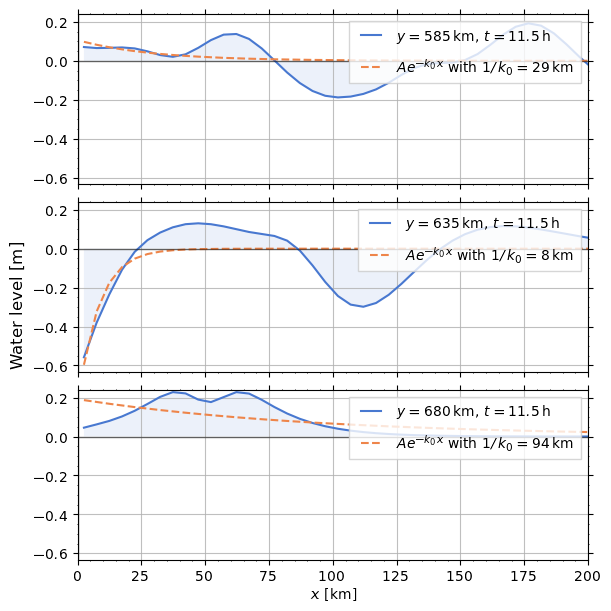 0.2
0.0
−0.2
−0.4
−0.6
y = 585 km, t = 11.5 h
Ae^{−k₀x} with 1/k₀ = 29 km
0.2
0.0
−0.2
−0.4
−0.6
y = 635 km, t = 11.5 h
Ae^{−k₀x} with 1/k₀ = 8 km
Water level [m]
0.2
0.0
−0.2
−0.4
−0.6
y = 680 km, t = 11.5 h
Ae^{−k₀x} with 1/k₀ = 94 km
0 25 50 75 100 125 150 175 200
x [km]